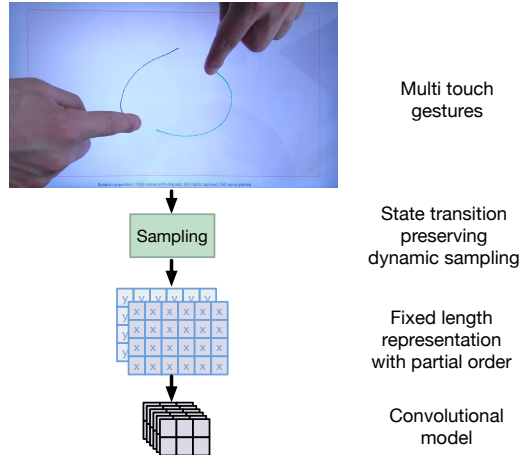 Multi touch
gestures
Sampling
State transition
preserving
dynamic sampling
y y y y y y
y x x x x x x
y x x x x x x
y x x x x x x
x x x x x x
Fixed length
representation
with partial order
Convolutional
model